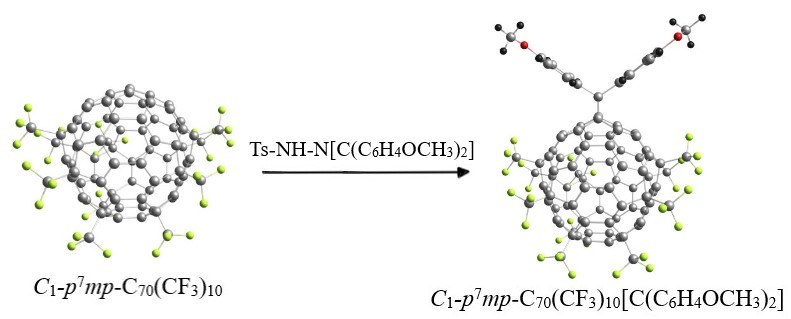 Ts-NH-N[C(C6H4OCH3)2]
C1-p⁷mp-C70(CF3)10
C1-p⁷mp-C70(CF3)10[C(C6H4OCH3)2]